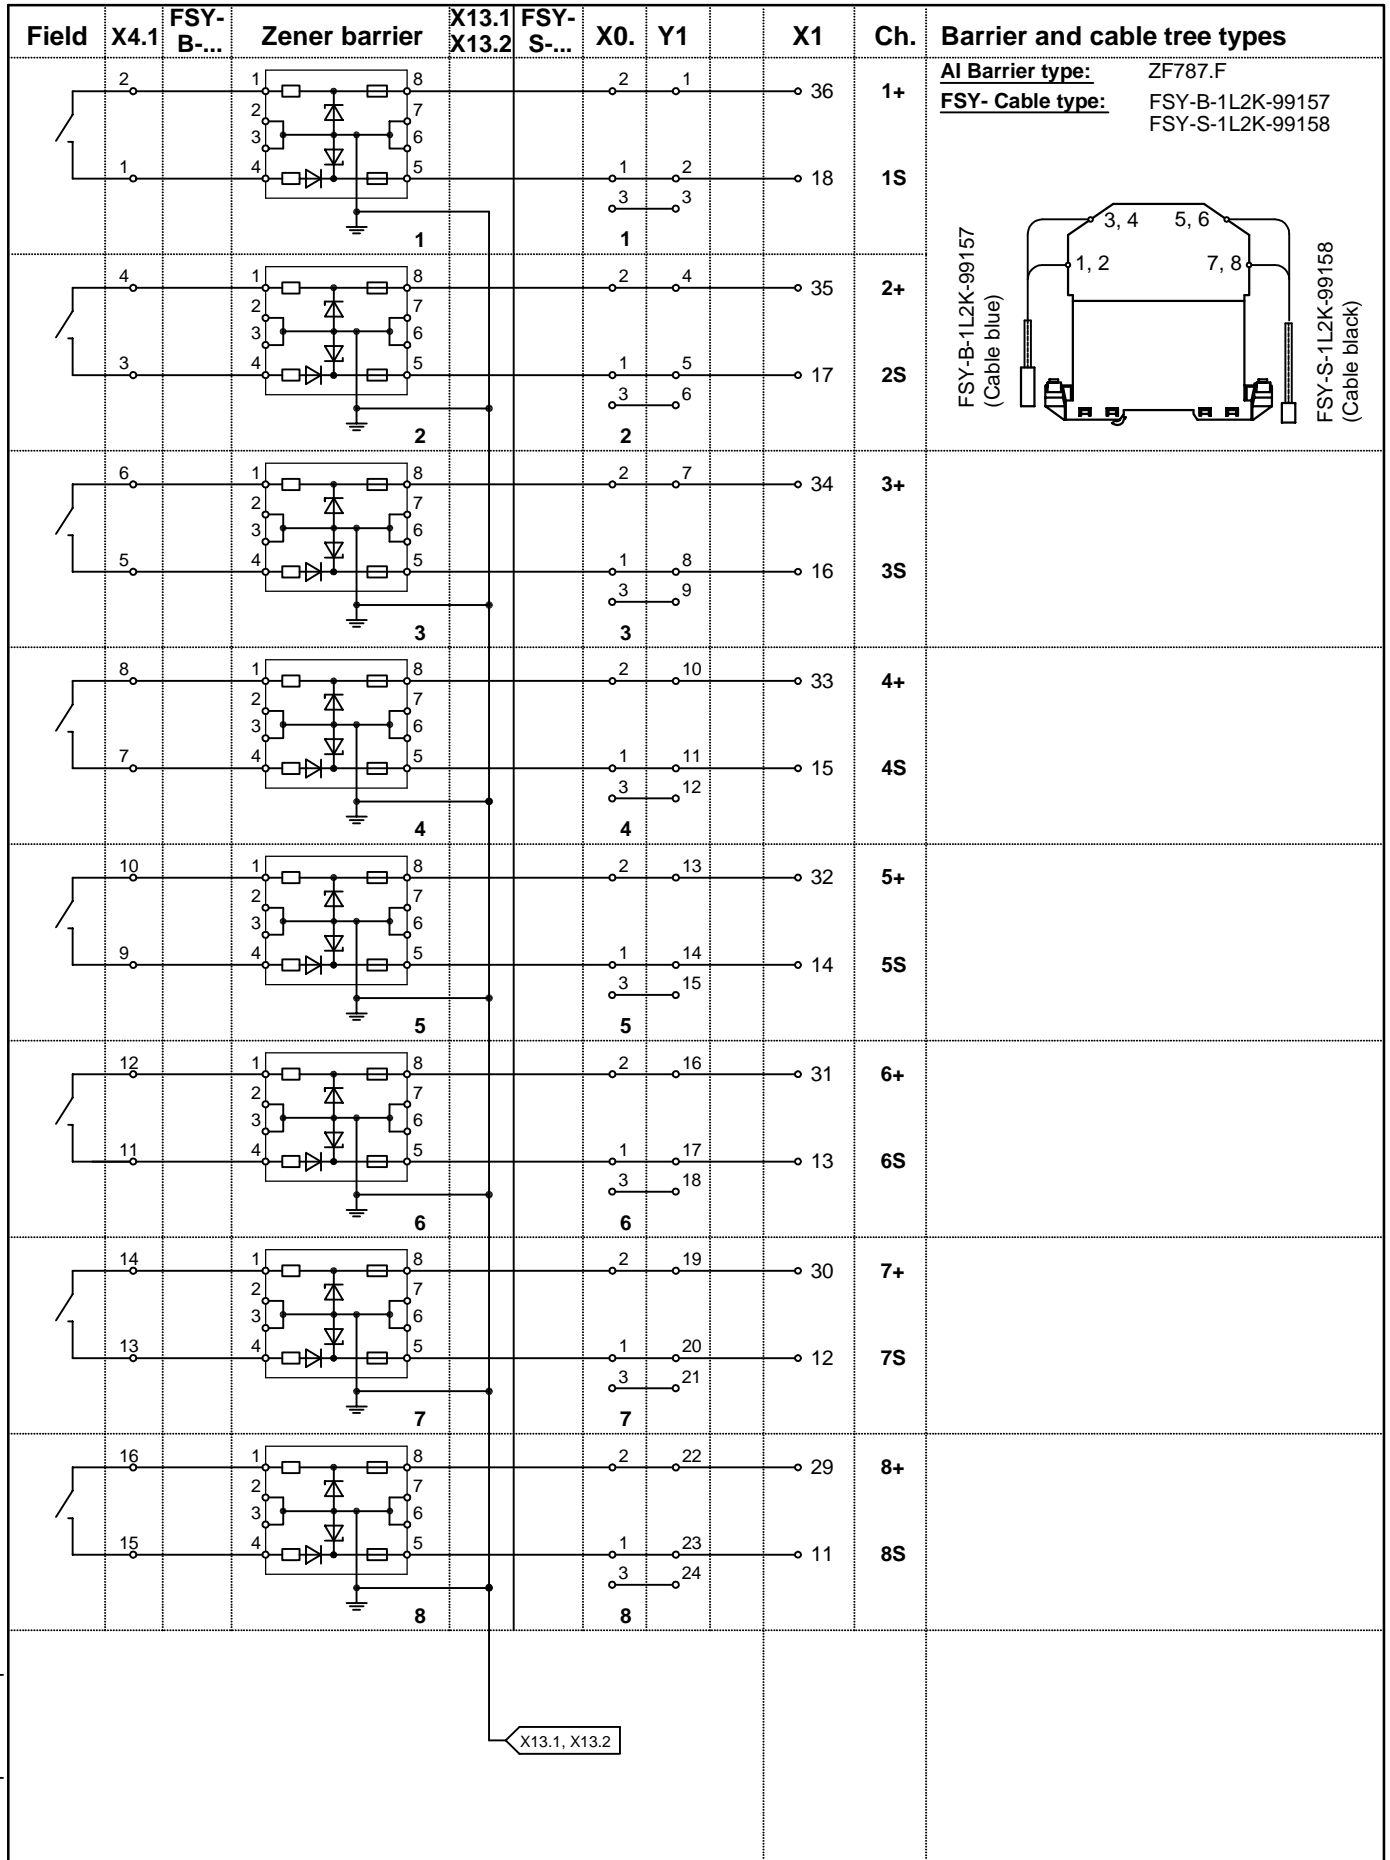 Field X4.1 FSY-B-... Zener barrier X13.1 X13.2 FSY-S-... X0. Y1 X1 Ch. Barrier and cable tree types
AI Barrier type: ZF787.F
FSY- Cable type: FSY-B-1L2K-99157
FSY-S-1L2K-99158
2 1 8 2 1 36 1+
2 7
3 6
1 4 5 1 2 18 1S
3 3
1 1
3, 4 5, 6
1, 2 7, 8
FSY-B-1L2K-99157
(Cable blue)
FSY-S-1L2K-99158
(Cable black)
4 1 8 2 4 35 2+
2 7
3 6
3 4 5 1 5 17 2S
3 6
2 2
6 1 8 2 7 34 3+
2 7
3 6
5 4 5 1 8 16 3S
3 9
3 3
8 1 8 2 10 33 4+
2 7
3 6
7 4 5 1 11 15 4S
3 12
4 4
10 1 8 2 13 32 5+
2 7
3 6
9 4 5 1 14 14 5S
3 15
5 5
12 1 8 2 16 31 6+
2 7
3 6
11 4 5 1 17 13 6S
3 18
6 6
14 1 8 2 19 30 7+
2 7
3 6
13 4 5 1 20 12 7S
3 21
7 7
16 1 8 2 22 29 8+
2 7
3 6
15 4 5 1 23 11 8S
3 24
8 8
X13.1, X13.2